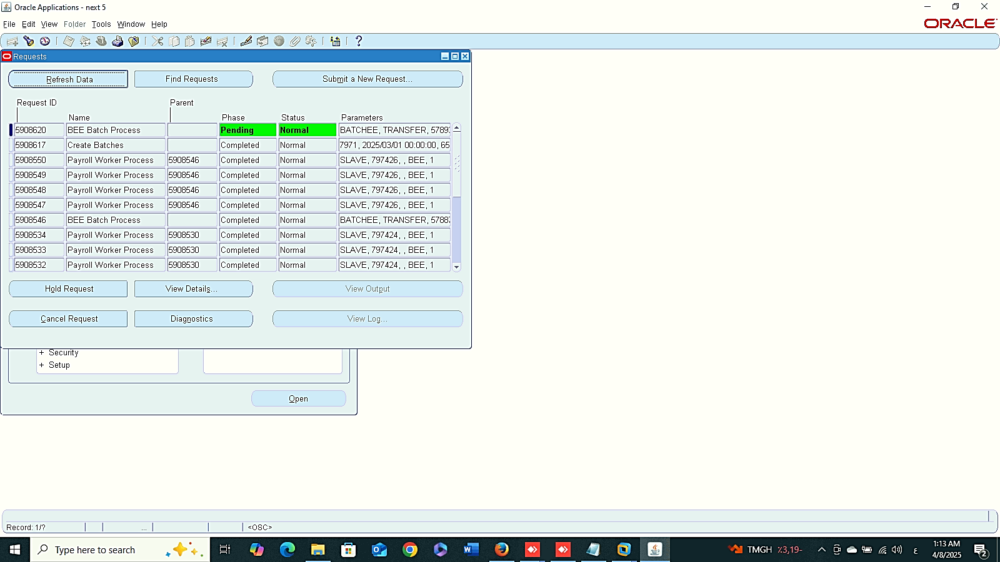 Oracle Applications - next 5
File Edit View Folder Tools Window Help
ORACLE
Requests
Refresh Data Find Requests Submit a New Request...
Request ID Parent
Name Phase Status Parameters
5908620 BEE Batch Process Pending Normal BATCHEE, TRANSFER, 5789
5908617 Create Batches Completed Normal 7971, 2025/03/01 00:00:00, 65
5908550 Payroll Worker Process 5908546 Completed Normal SLAVE, 797426, , BEE, 1
5908549 Payroll Worker Process 5908546 Completed Normal SLAVE, 797426, , BEE, 1
5908548 Payroll Worker Process 5908546 Completed Normal SLAVE, 797426, , BEE, 1
5908547 Payroll Worker Process 5908546 Completed Normal SLAVE, 797426, , BEE, 1
5908546 BEE Batch Process Completed Normal BATCHEE, TRANSFER, 5788
5908534 Payroll Worker Process 5908530 Completed Normal SLAVE, 797424, , BEE, 1
5908533 Payroll Worker Process 5908530 Completed Normal SLAVE, 797424, , BEE, 1
5908532 Payroll Worker Process 5908530 Completed Normal SLAVE, 797424, , BEE, 1
Hold Request View Details... View Output
Cancel Request Diagnostics View Log...
+ Security
+ Setup
Open
Record: 1/? ... <OSC>
Type here to search TMGH ٪3,19- ع 1:13 AM
4/8/2025 2